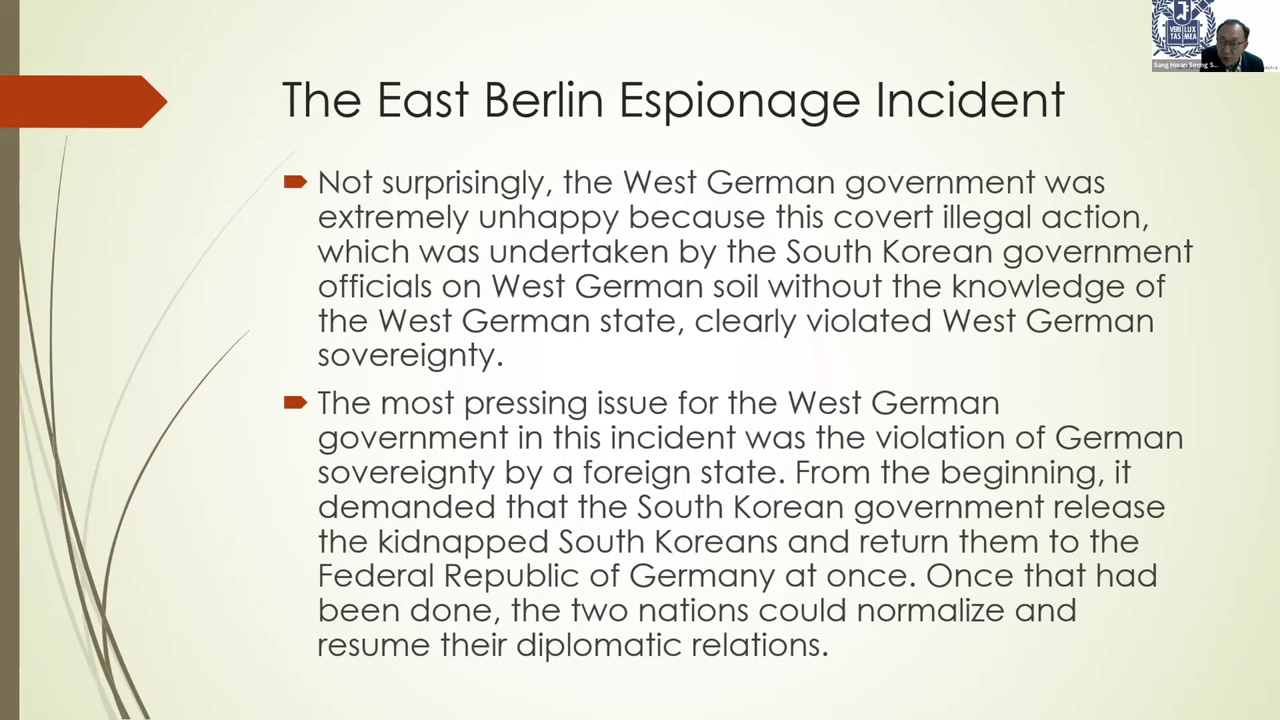 The East Berlin Espionage Incident
Not surprisingly, the West German government was
extremely unhappy because this covert illegal action,
which was undertaken by the South Korean government
officials on West German soil without the knowledge of
the West German state, clearly violated West German
sovereignty.
The most pressing issue for the West German
government in this incident was the violation of German
sovereignty by a foreign state. From the beginning, it
demanded that the South Korean government release
the kidnapped South Koreans and return them to the
Federal Republic of Germany at once. Once that had
been done, the two nations could normalize and
resume their diplomatic relations.
VERI LUX
TAS MEA
Sang Hwan Seong S...